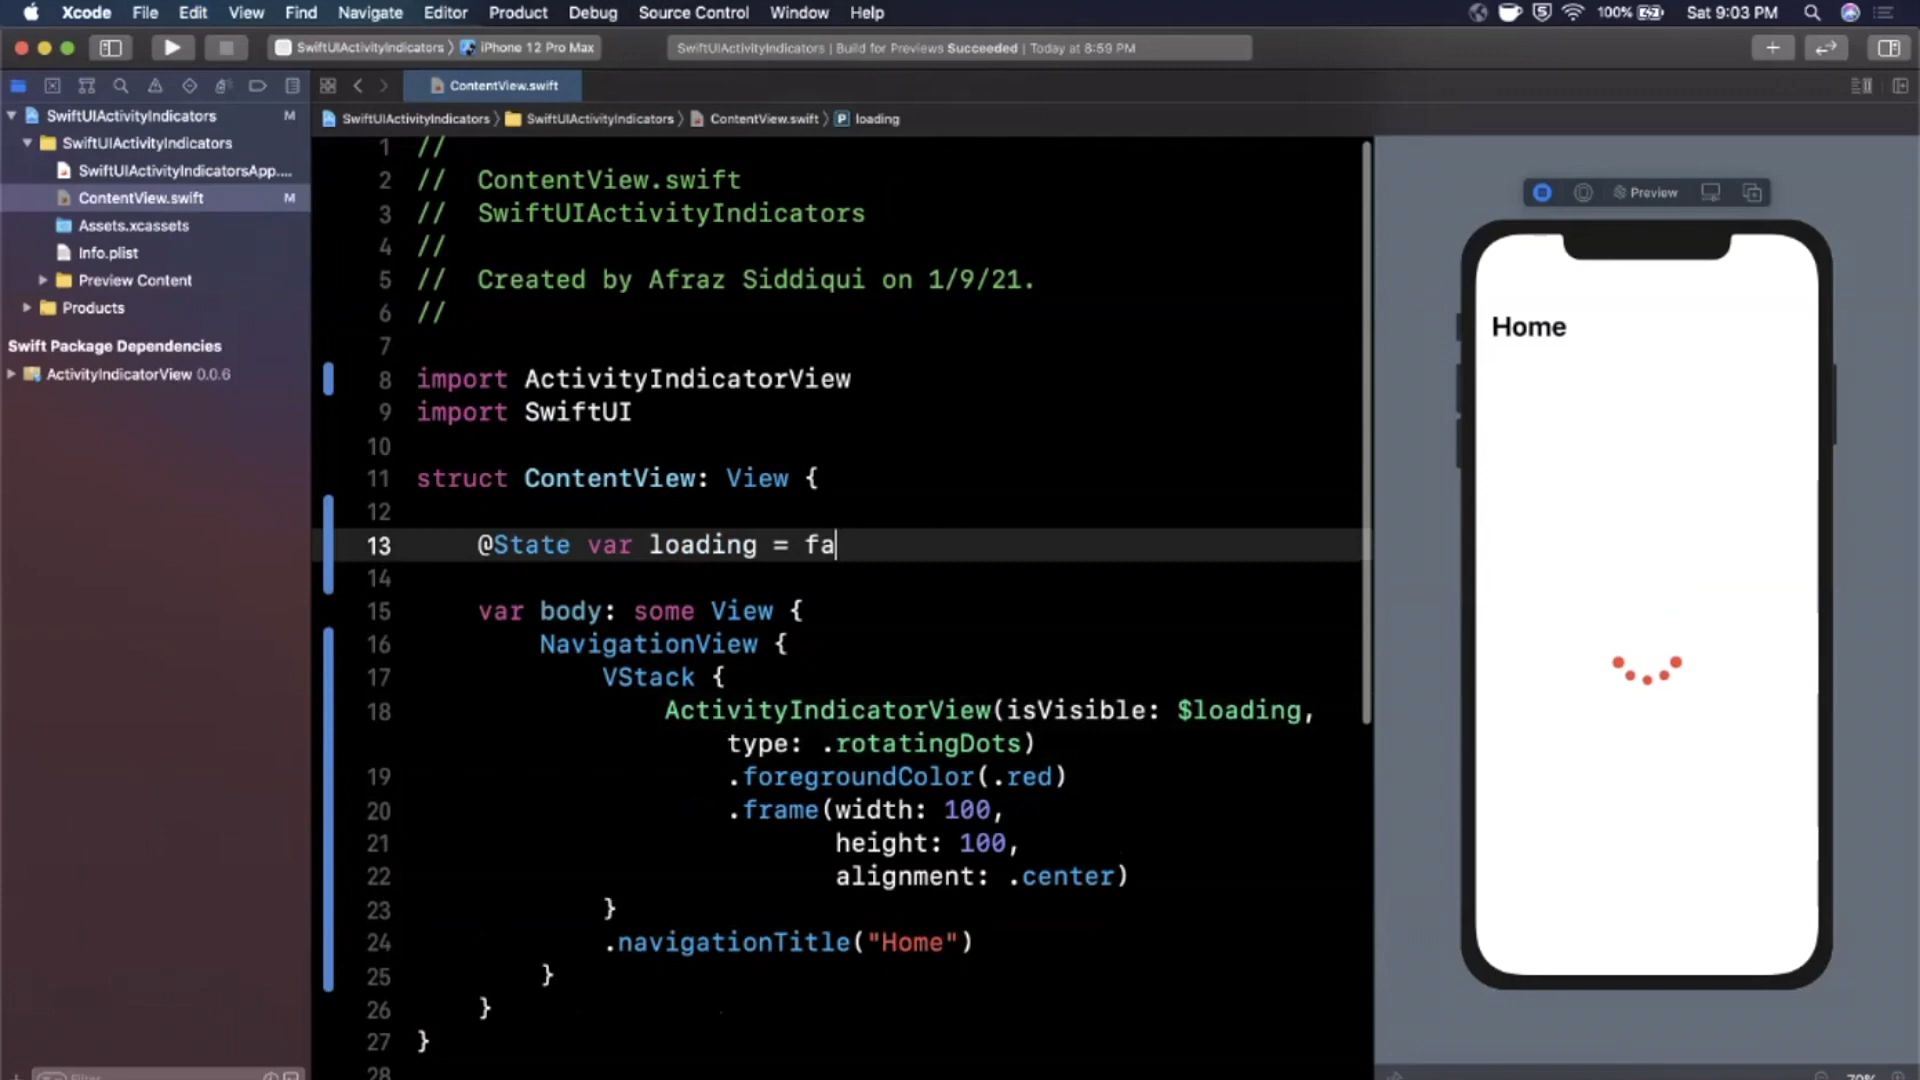 Xcode File Edit View Find Navigate Editor Product Debug Source Control Window Help 100% Sat 9:03 PM
SwiftUIActivityIndicators 〉 iPhone 12 Pro Max SwiftUIActivityIndicators | Build for Previews Succeeded | Today at 8:59 PM
ContentView.swift
SwiftUIActivityIndicators M
SwiftUIActivityIndicators
SwiftUIActivityIndicatorsApp....
ContentView.swift M
Assets.xcassets
Info.plist
Preview Content
Products
Swift Package Dependencies
ActivityIndicatorView 0.0.6
SwiftUIActivityIndicators 〉 SwiftUIActivityIndicators 〉 ContentView.swift 〉 P loading
1 //
2 // ContentView.swift
3 // SwiftUIActivityIndicators
4 //
5 // Created by Afraz Siddiqui on 1/9/21.
6 //
7
8 import ActivityIndicatorView
9 import SwiftUI
10
11 struct ContentView: View {
12
13 @State var loading = fa
14
15 var body: some View {
16 NavigationView {
17 VStack {
18 ActivityIndicatorView(isVisible: $loading,
type: .rotatingDots)
19 .foregroundColor(.red)
20 .frame(width: 100,
21 height: 100,
22 alignment: .center)
23 }
24 .navigationTitle("Home")
25 }
26 }
27 }
28
Preview
Home